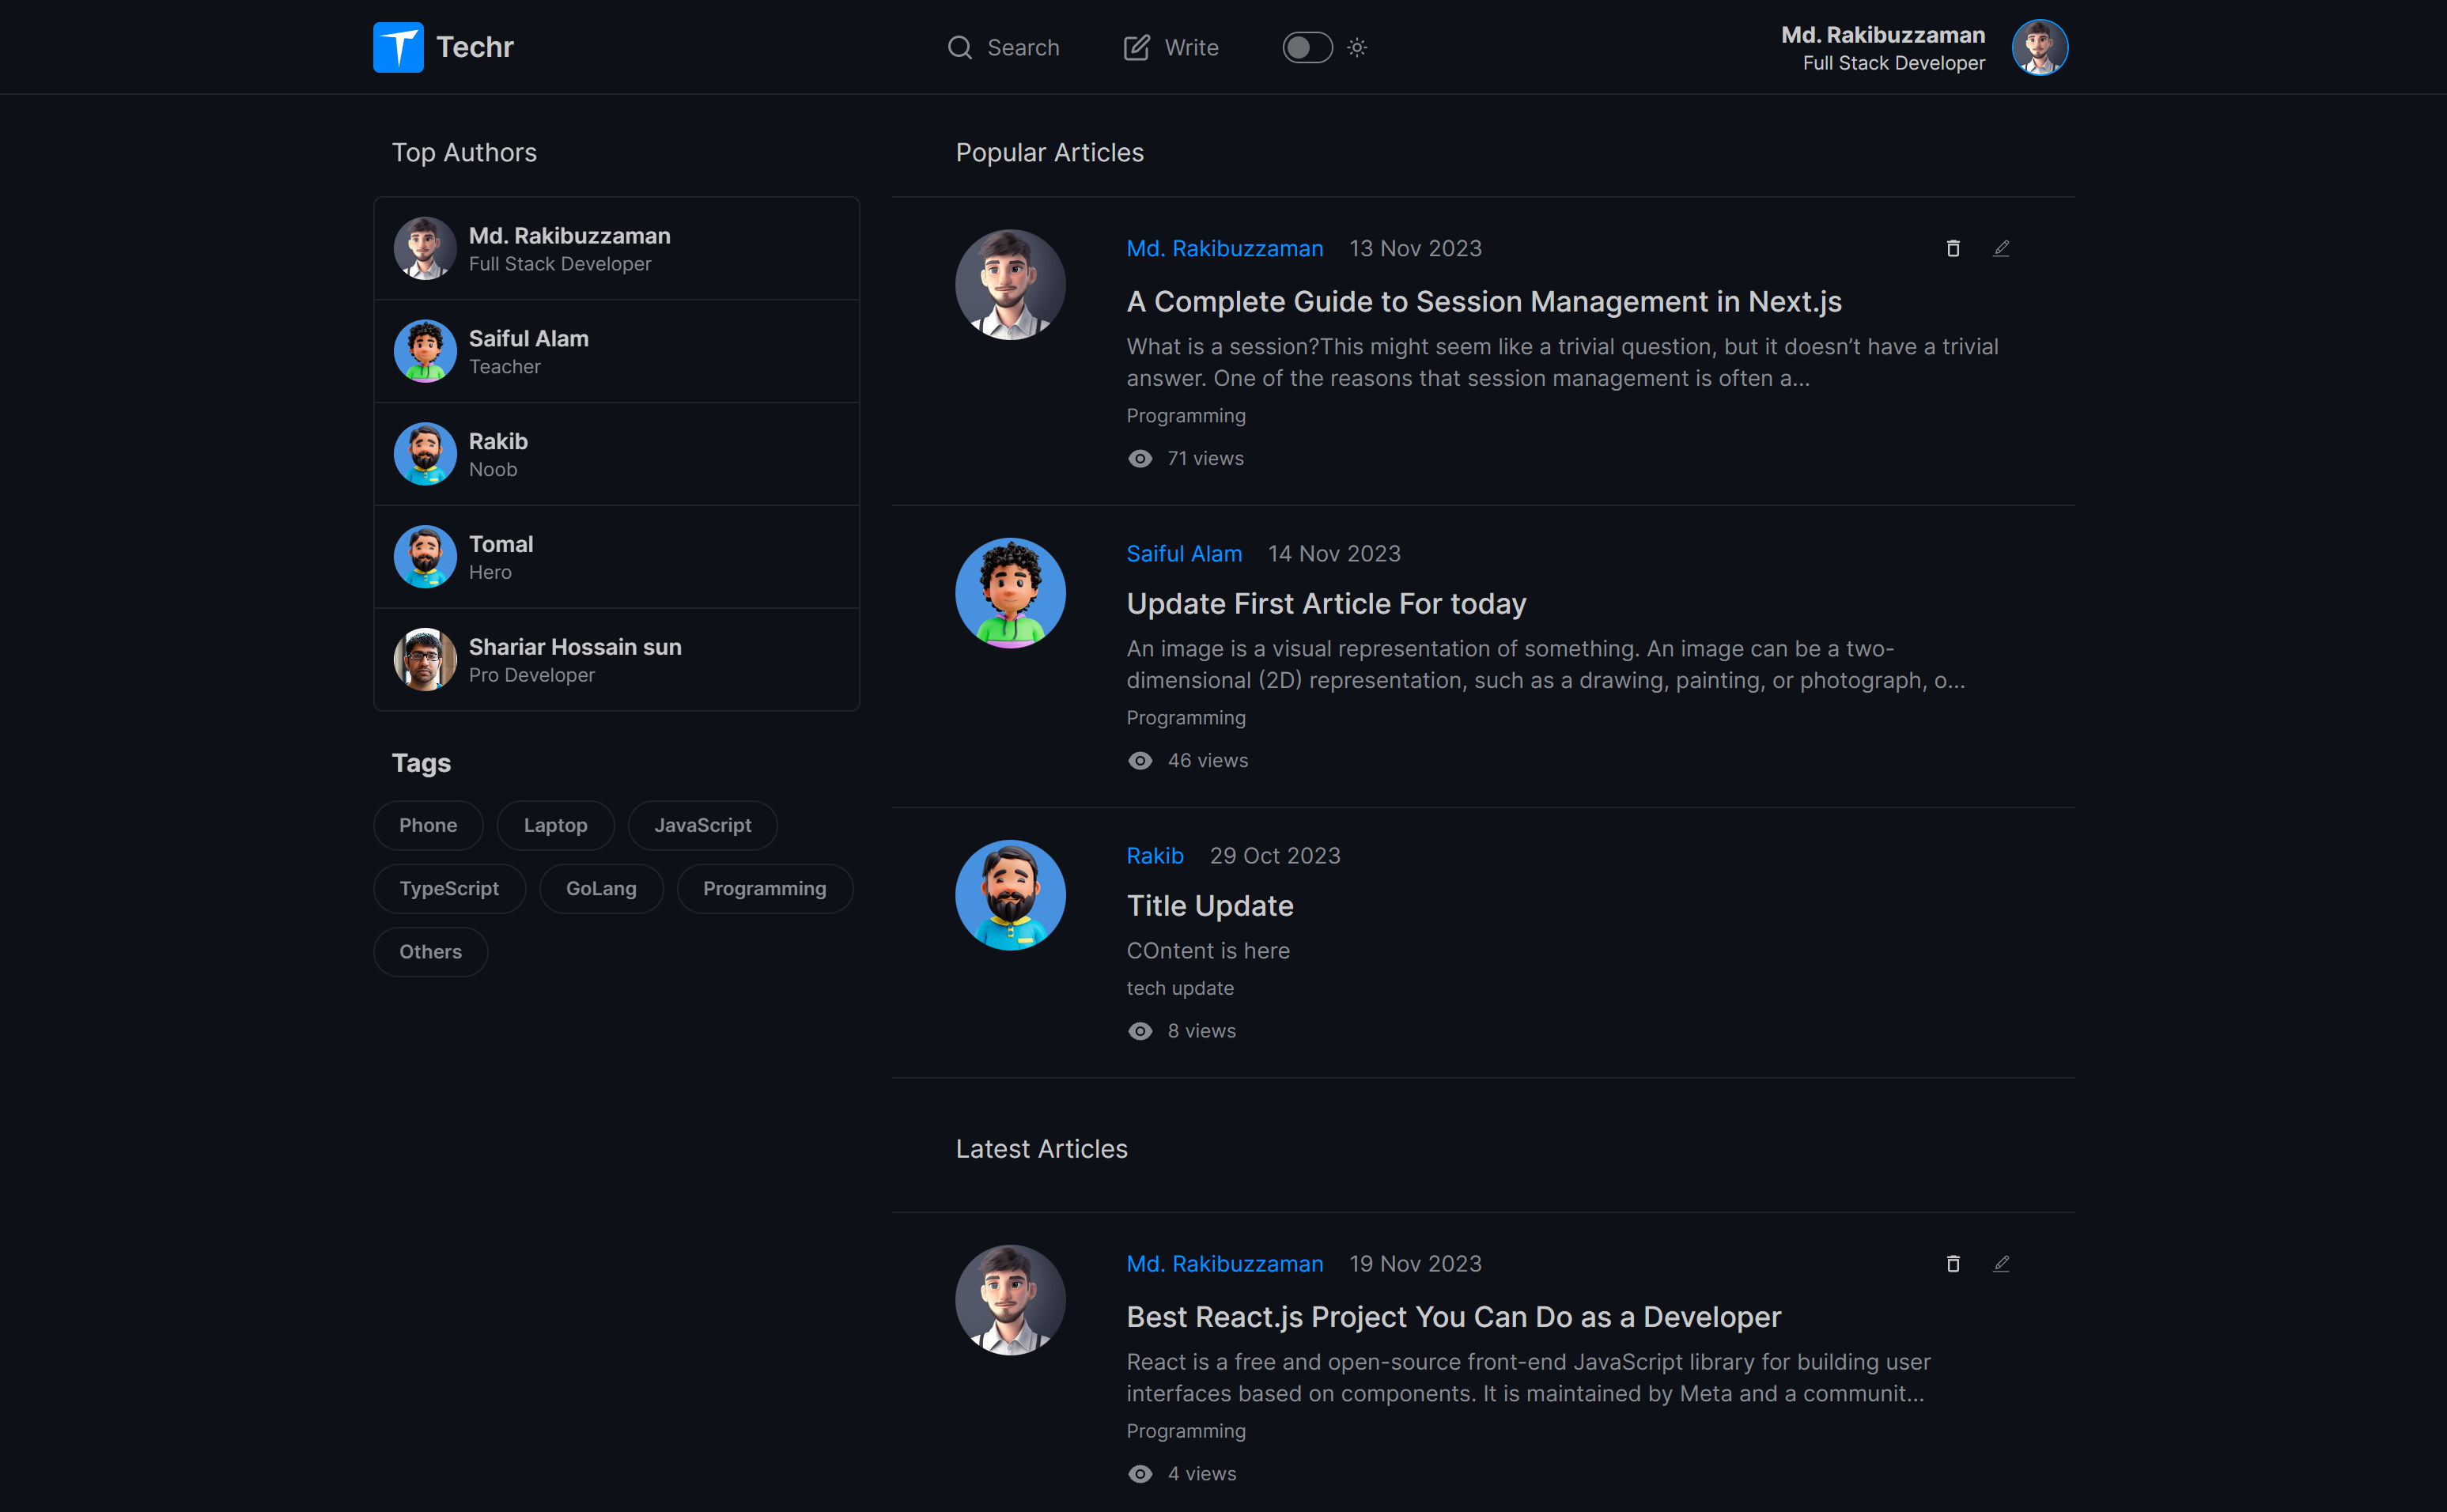 Techr
Search
Write
Md. Rakibuzzaman
Full Stack Developer
Top Authors
Md. Rakibuzzaman
Full Stack Developer
Saiful Alam
Teacher
Rakib
Noob
Tomal
Hero
Shariar Hossain sun
Pro Developer
Tags
Phone
Laptop
JavaScript
TypeScript
GoLang
Programming
Others
Popular Articles
Md. Rakibuzzaman 13 Nov 2023
A Complete Guide to Session Management in Next.js
What is a session?This might seem like a trivial question, but it doesn’t have a trivial
answer. One of the reasons that session management is often a...
Programming
71 views
Saiful Alam 14 Nov 2023
Update First Article For today
An image is a visual representation of something. An image can be a two-
dimensional (2D) representation, such as a drawing, painting, or photograph, o...
Programming
46 views
Rakib 29 Oct 2023
Title Update
COntent is here
tech update
8 views
Latest Articles
Md. Rakibuzzaman 19 Nov 2023
Best React.js Project You Can Do as a Developer
React is a free and open-source front-end JavaScript library for building user
interfaces based on components. It is maintained by Meta and a communit...
Programming
4 views